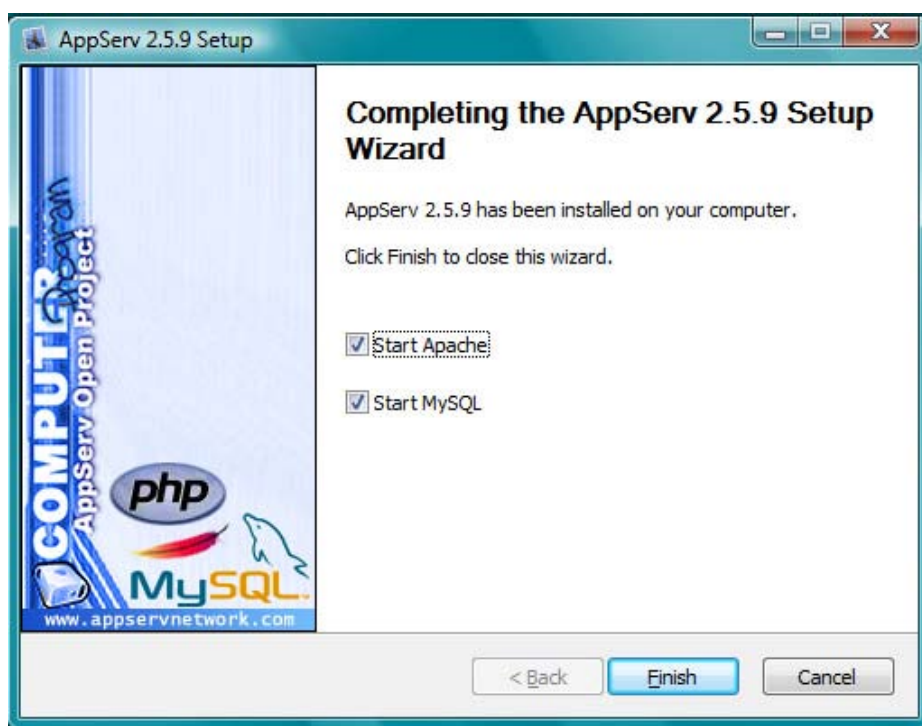 AppServ 2.5.9 Setup
Completing the AppServ 2.5.9 Setup
Wizard
AppServ 2.5.9 has been installed on your computer.
Click Finish to close this wizard.
Start Apache
Start MySQL
COMPUTER
Program
AppServ Open Project
php
MySQL
www.appservnetwork.com
< Back
Finish
Cancel